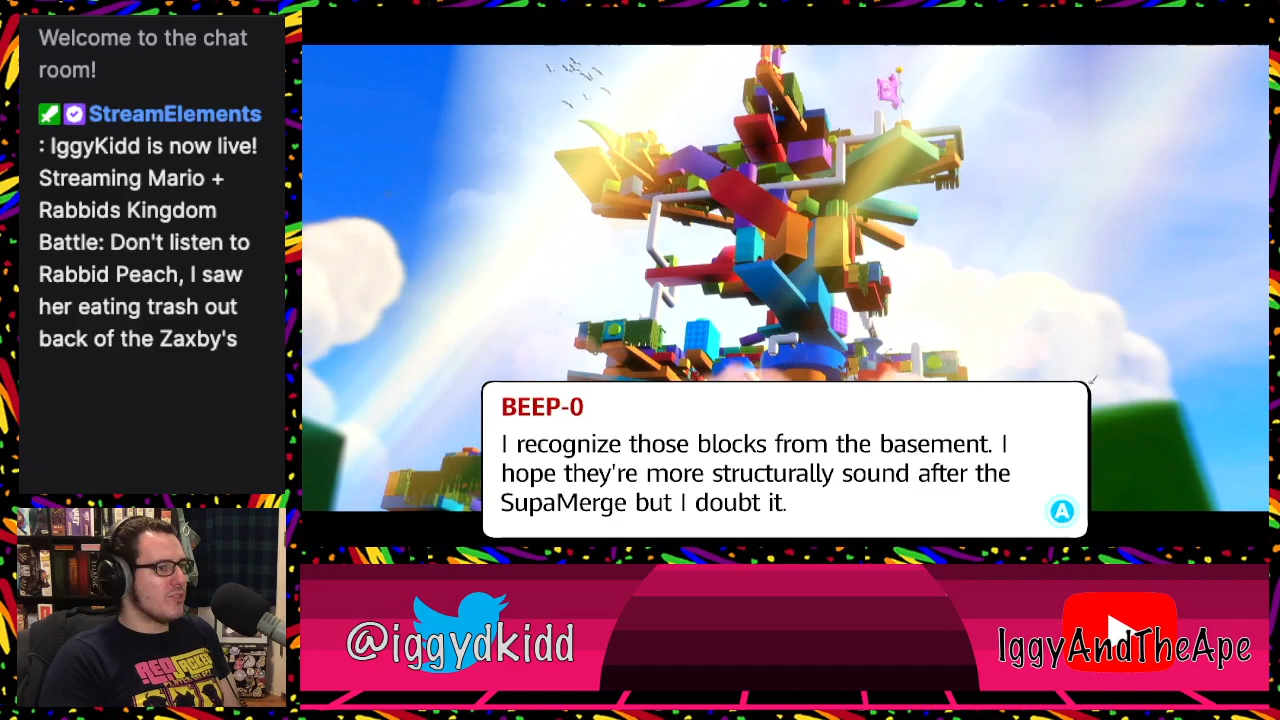 Welcome to the chat
room!
StreamElements
: IggyKidd is now live!
Streaming Mario +
Rabbids Kingdom
Battle: Don't listen to
Rabbid Peach, I saw
her eating trash out
back of the Zaxby's
BEEP-0
I recognize those blocks from the basement. I
hope they're more structurally sound after the
SupaMerge but I doubt it.
A
@iggydkidd
IggyAndTheApe